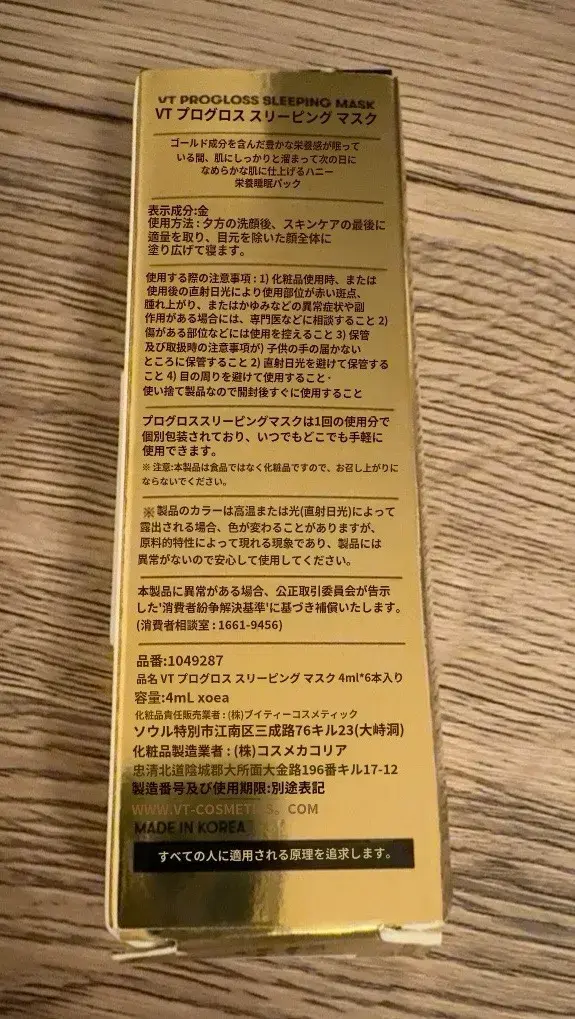 VT PROGLOSS SLEEPING MASK
VT プログロス スリーピング マスク
ゴールド成分を含んだ豊かな栄養感が眠って
いる間、肌にしっかりと溜まって次の日に
なめらかな肌に仕上げるハニー
栄養睡眠パック
表示成分:金
使用方法 : 夕方の洗顔後、スキンケアの最後に
適量を取り、目元を除いた顔全体に
塗り広げて寝ます。
使用する際の注意事項 : 1) 化粧品使用時、または
使用後の直射日光により使用部位が赤い斑点、
腫れ上がり、またはかゆみなどの異常症状や副
作用がある場合には、専門医などに相談すること 2)
傷がある部位などには使用を控えること 3) 保管
及び取扱時の注意事項が) 子供の手の届かない
ところに保管すること 2) 直射日光を避けて保管する
こと 4) 目の周りを避けて使用すること·
使い捨て製品なので開封後すぐに使用すること
プログロススリーピングマスクは1回の使用分で
個別包装されており、いつでもどこでも手軽に
使用できます。
※ 注意:本製品は食品ではなく化粧品ですので、お召し上がりに
ならないでください。
※製品のカラーは高温または光(直射日光)によって
露出される場合、色が変わることがありますが、
原料的特性によって現れる現象であり、製品には
異常がないので安心して使用してください。
本製品に異常がある場合、公正取引委員会が告示
した'消費者紛争解決基準'に基づき補償いたします。
(消費者相談室 : 1661-9456)
品番:1049287
品名 VT プログロス スリーピング マスク 4ml*6本入り
容量:4mL xoea
化粧品責任販売業者 : (株)ブイティーコスメティック
ソウル特別市江南区三成路76キル23(大峙洞)
化粧品製造業者 : (株)コスメカコリア
忠清北道陰城郡大所面大金路196番キル17-12
製造番号及び使用期限:別途表記
WWW.VT-COSMETICS。COM
MADE IN KOREA
すべての人に適用される原理を追求します。